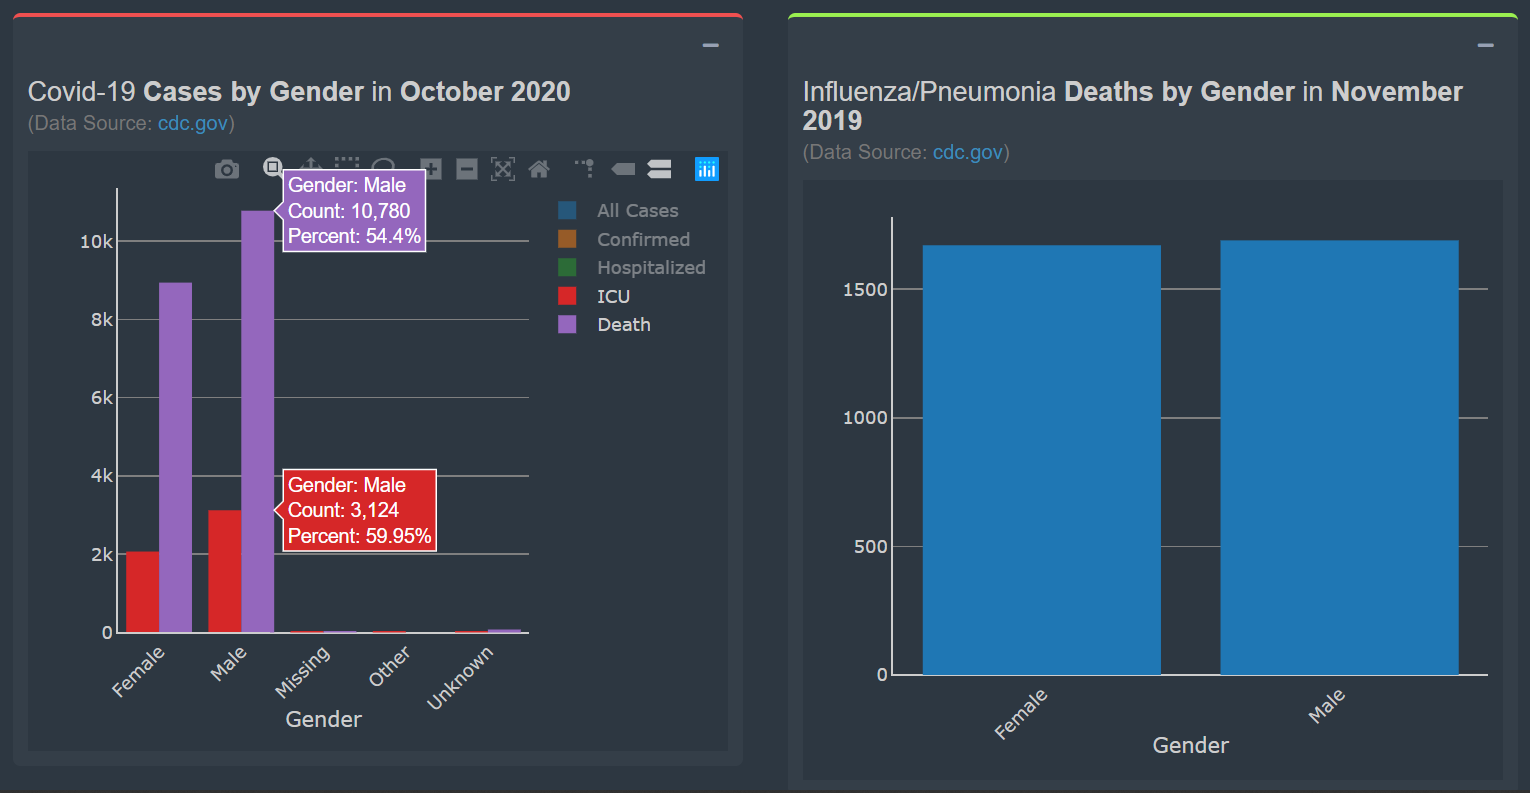 Covid-19 Cases by Gender in October 2020
(Data Source: cdc.gov)
Gender: Male
Count: 10,780
Percent: 54.4%
Gender: Male
Count: 3,124
Percent: 59.95%
All Cases
Confirmed
Hospitalized
ICU
Death
10k
8k
6k
4k
2k
0
Female
Male
Missing
Other
Unknown
Gender
Influenza/Pneumonia Deaths by Gender in November
2019
(Data Source: cdc.gov)
1500
1000
500
0
Female
Male
Gender